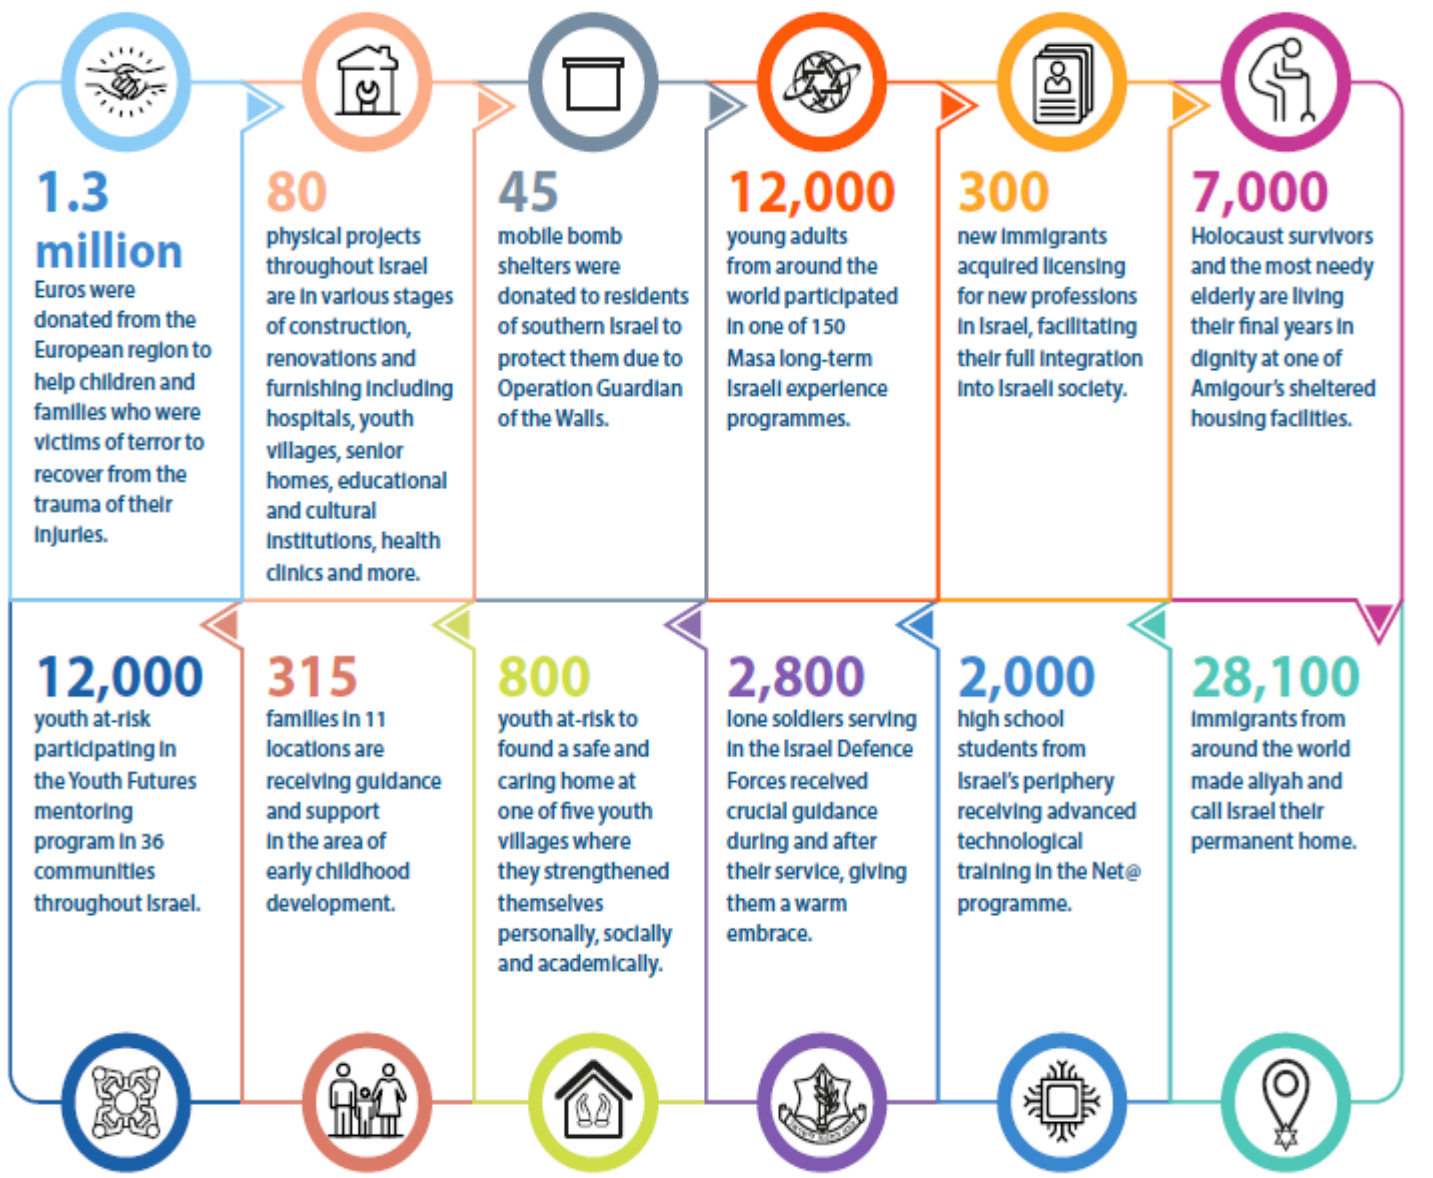 1.3
million
Euros were
donated from the
European region to
help children and
families who were
victims of terror to
recover from the
trauma of their
injuries.
80
physical projects
throughout Israel
are in various stages
of construction,
renovations and
furnishing including
hospitals, youth
villages, senior
homes, educational
and cultural
institutions, health
clinics and more.
45
mobile bomb
shelters were
donated to residents
of southern Israel to
protect them due to
Operation Guardian
of the Walls.
12,000
young adults
from around the
world participated
in one of 150
Masa long-term
Israeli experience
programmes.
300
new immigrants
acquired licensing
for new professions
in Israel, facilitating
their full integration
into Israeli society.
7,000
Holocaust survivors
and the most needy
elderly are living
their final years in
dignity at one of
Amigour's sheltered
housing facilities.
12,000
youth at-risk
participating in
the Youth Futures
mentoring
program in 36
communities
throughout Israel.
315
families in 11
locations are
receiving guidance
and support
in the area of
early childhood
development.
800
youth at-risk to
found a safe and
caring home at
one of five youth
villages where
they strengthened
themselves
personally, socially
and academically.
2,800
lone soldiers serving
in the Israel Defence
Forces received
crucial guidance
during and after
their service, giving
them a warm
embrace.
2,000
high school
students from
Israel's periphery
receiving advanced
technological
training in the Net@
programme.
28,100
immigrants from
around the world
made aliyah and
call Israel their
permanent home.